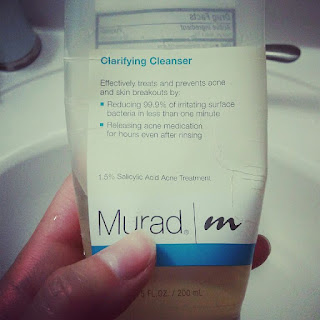 Drug Facts
Clarifying Cleanser
Effectively treats and prevents acne
and skin breakouts by:
Reducing 99.9% of irritating surface
bacteria in less than one minute
Releasing acne medication
for hours even after rinsing
1.5% Salicylic Acid Acne Treatment
Murad® m
FL. OZ. / 200 mL